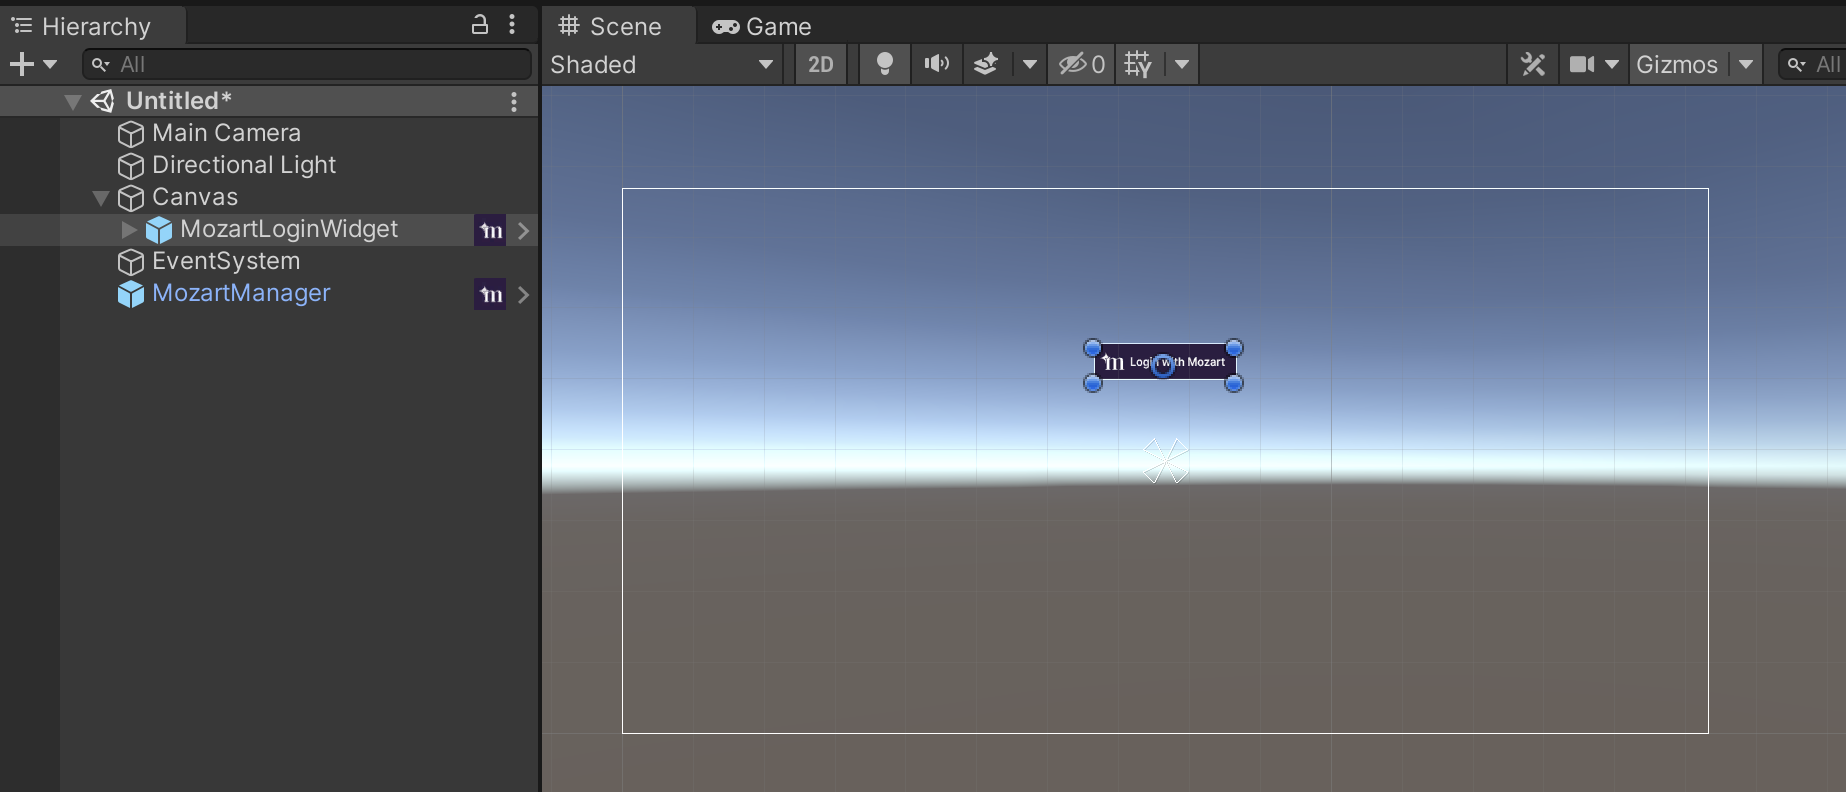 Hierarchy
All
Untitled*
Main Camera
Directional Light
Canvas
MozartLoginWidget
m
EventSystem
MozartManager
m
Scene
Game
Shaded
2D
0
Gizmos
All
m Login with Mozart